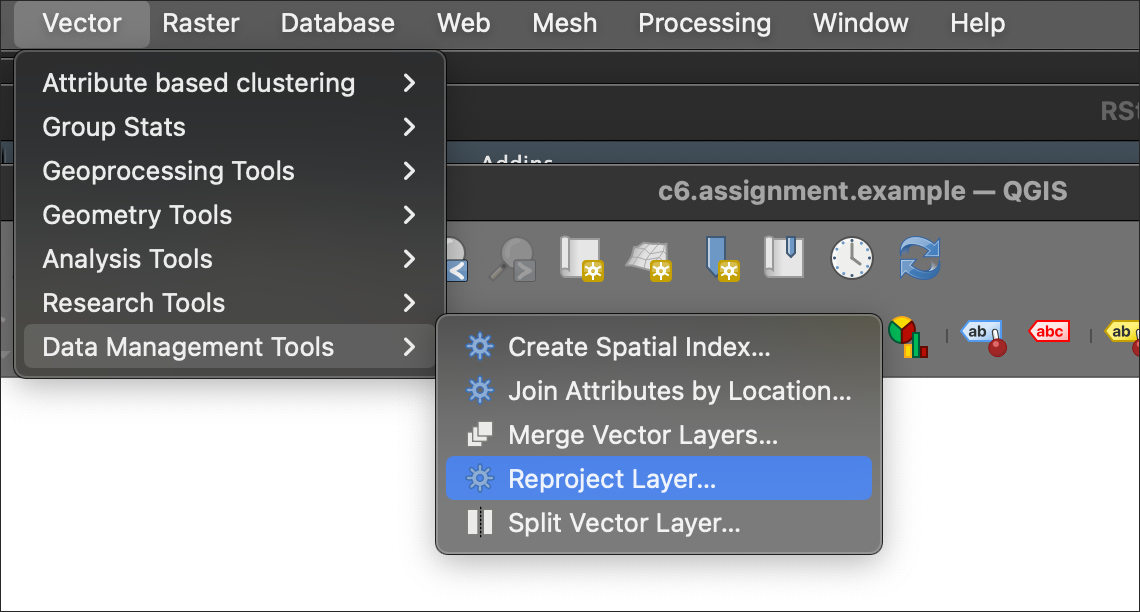 Vector Raster Database Web Mesh Processing Window Help
Attribute based clustering
Group Stats
Geoprocessing Tools
Geometry Tools
Analysis Tools
Research Tools
Data Management Tools
Addins
c6.assignment.example — QGIS
ab abc ab
Create Spatial Index...
Join Attributes by Location...
Merge Vector Layers...
Reproject Layer...
Split Vector Layer...